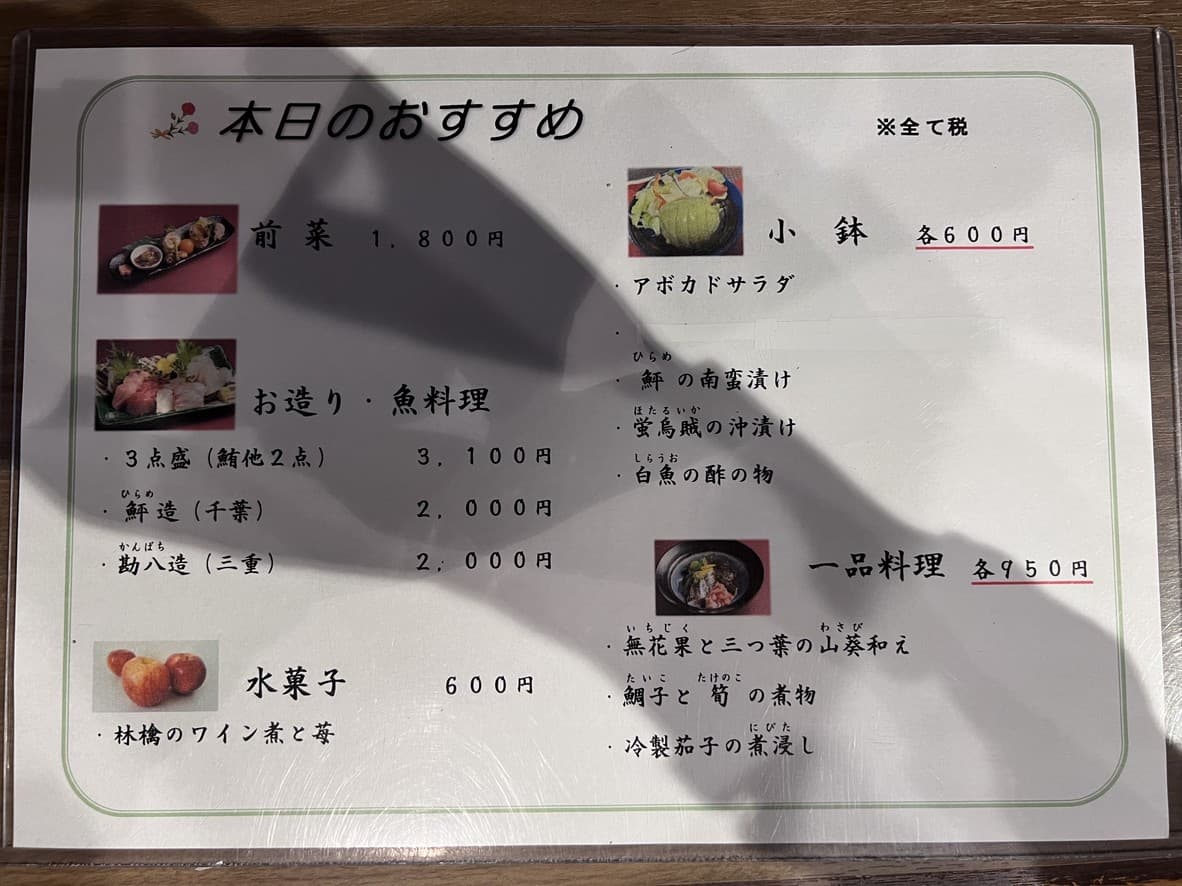 本日のおすすめ
※全て税
前菜 1,800円
お造り・魚料理
・3点盛(鮪他2点) 3,100円
ひらめ
・鮃造(千葉) 2,000円
かんぱち
・勘八造(三重) 2,000円
水菓子 600円
・林檎のワイン煮と苺
小鉢 各600円
・アボカドサラダ
・
ひらめ
・鮃の南蛮漬け
ほたるいか
・蛍烏賊の沖漬け
しらうお
・白魚の酢の物
一品料理 各950円
いちじく わさび
・無花果と三つ葉の山葵和え
たいこ たけのこ
・鯛子と筍の煮物
にびた
・冷製茄子の煮浸し